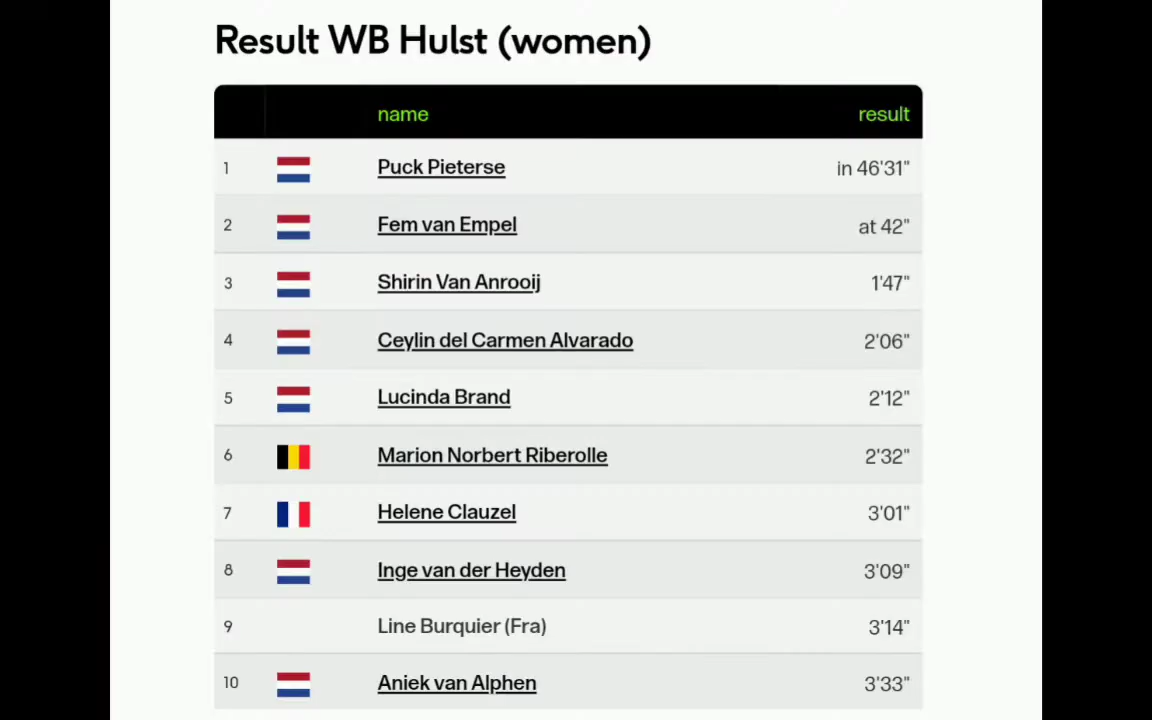 Result WB Hulst (women)
name result
1 Puck Pieterse in 46'31"
2 Fem van Empel at 42"
3 Shirin Van Anrooij 1'47"
4 Ceylin del Carmen Alvarado 2'06"
5 Lucinda Brand 2'12"
6 Marion Norbert Riberolle 2'32"
7 Helene Clauzel 3'01"
8 Inge van der Heyden 3'09"
9 Line Burquier (Fra) 3'14"
10 Aniek van Alphen 3'33"